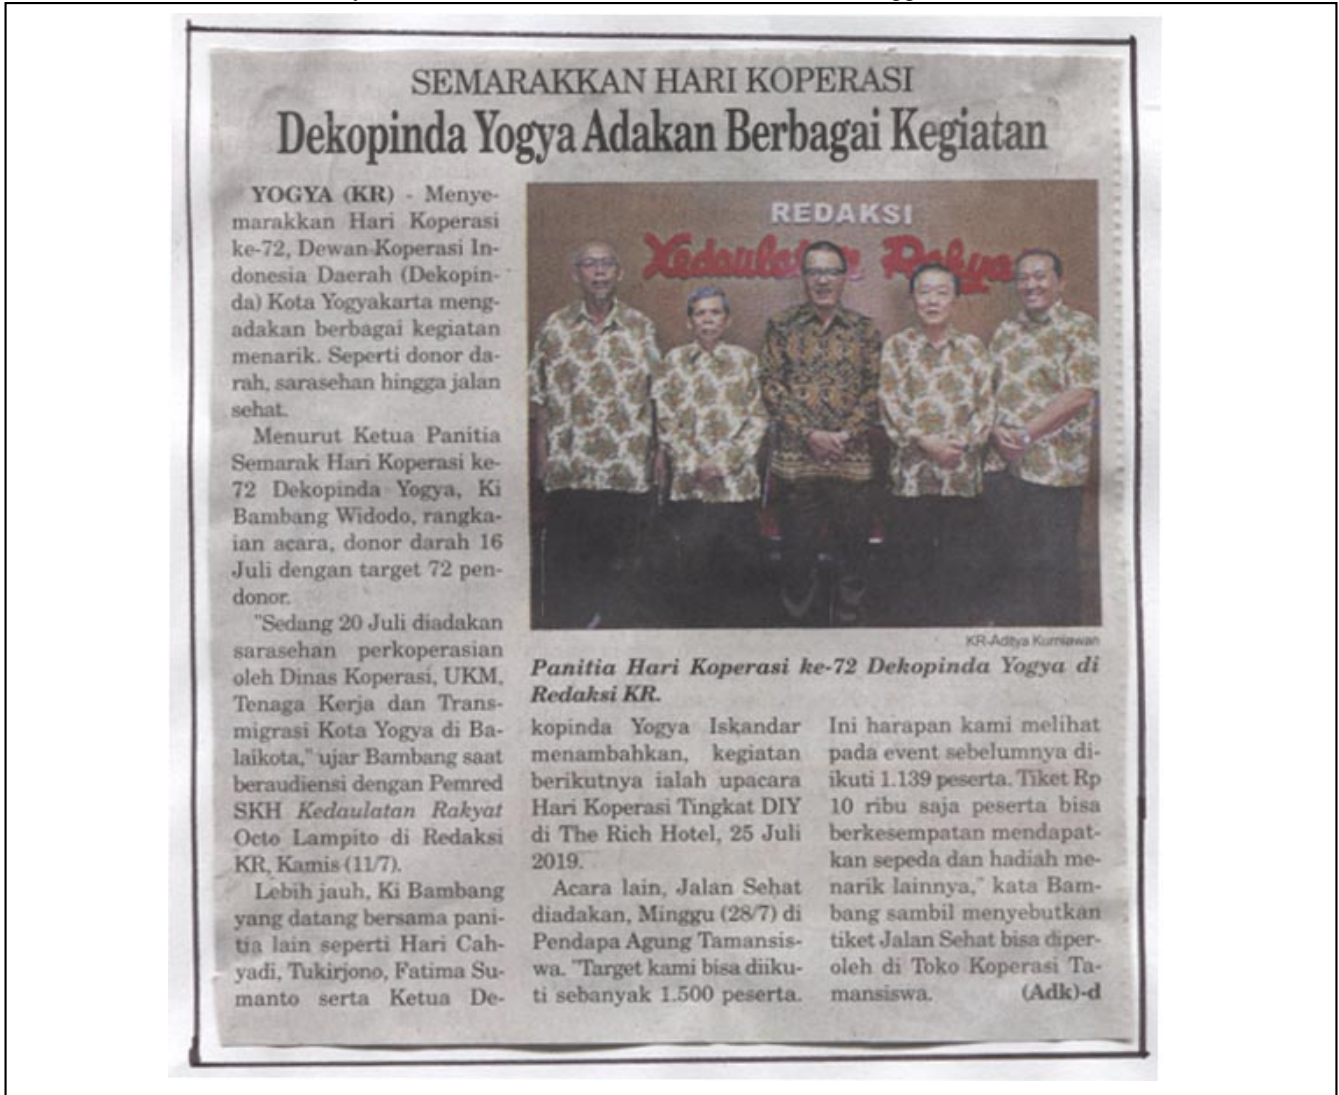 SEMARAKKAN HARI KOPERASI
Dekopinda Yogya Adakan Berbagai Kegiatan
YOGYA (KR) - Menye-
marakkan Hari Koperasi
ke-72, Dewan Koperasi In-
donesia Daerah (Dekopin-
da) Kota Yogyakarta meng-
adakan berbagai kegiatan
menarik. Seperti donor da-
rah, sarasehan hingga jalan
sehat.
Menurut Ketua Panitia
Semarak Hari Koperasi ke-
72 Dekopinda Yogya, Ki
Bambang Widodo, rangka-
ian acara, donor darah 16
Juli dengan target 72 pen-
donor.
"Sedang 20 Juli diadakan
sarasehan perkoperasian
oleh Dinas Koperasi, UKM,
Tenaga Kerja dan Trans-
migrasi Kota Yogya di Ba-
laikota," ujar Bambang saat
beraudiensi dengan Pemred
SKH Kedaulatan Rakyat
Octo Lampito di Redaksi
KR, Kamis (11/7).
Lebih jauh, Ki Bambang
yang datang bersama pani-
tia lain seperti Hari Cah-
yadi, Tukirjono, Fatima Su-
manto serta Ketua De-
REDAKSI
Kedaulatan Rakyat
KR-Aditya Kurniawan
Panitia Hari Koperasi ke-72 Dekopinda Yogya di
Redaksi KR.
kopinda Yogya Iskandar
menambahkan, kegiatan
berikutnya ialah upacara
Hari Koperasi Tingkat DIY
di The Rich Hotel, 25 Juli
2019.
Acara lain, Jalan Sehat
diadakan, Minggu (28/7) di
Pendapa Agung Tamansis-
wa. "Target kami bisa diiku-
ti sebanyak 1.500 peserta.
Ini harapan kami melihat
pada event sebelumnya di-
ikuti 1.139 peserta. Tiket Rp
10 ribu saja peserta bisa
berkesempatan mendapat-
kan sepeda dan hadiah me-
narik lainnya," kata Bam-
bang sambil menyebutkan
tiket Jalan Sehat bisa diper-
oleh di Toko Koperasi Ta-
mansiswa. (Adk)-d